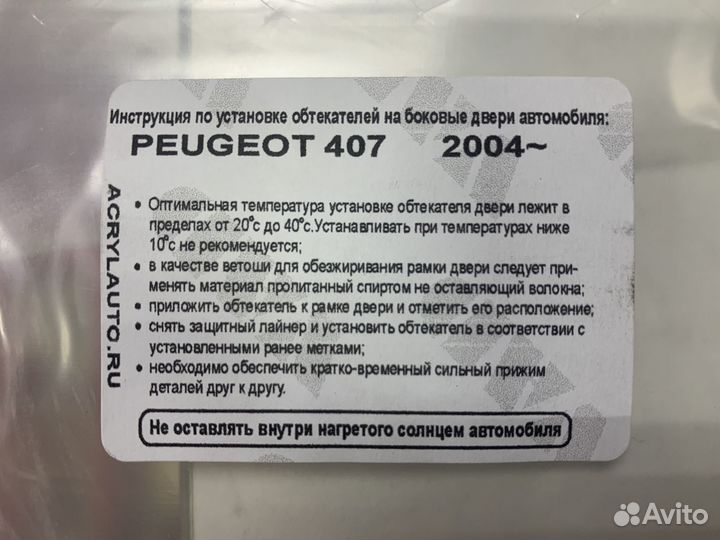 Инструкция по установке обтекателей на боковые двери автомобиля:
PEUGEOT 407 2004~
ACRYLAUTO.RU
• Оптимальная температура установке обтекателя двери лежит в
пределах от 20°с до 40°с.Устанавливать при температурах ниже
10°с не рекомендуется;
• в качестве ветоши для обезжиривания рамки двери следует при-
менять материал пропитанный спиртом не оставляющий волокна;
• приложить обтекатель к рамке двери и отметить его расположение;
• снять защитный лайнер и установить обтекатель в соответствии с
установленными ранее метками;
• необходимо обеспечить кратко-временный сильный прижим
деталей друг к другу.
Не оставлять внутри нагретого солнцем автомобиля
Avito